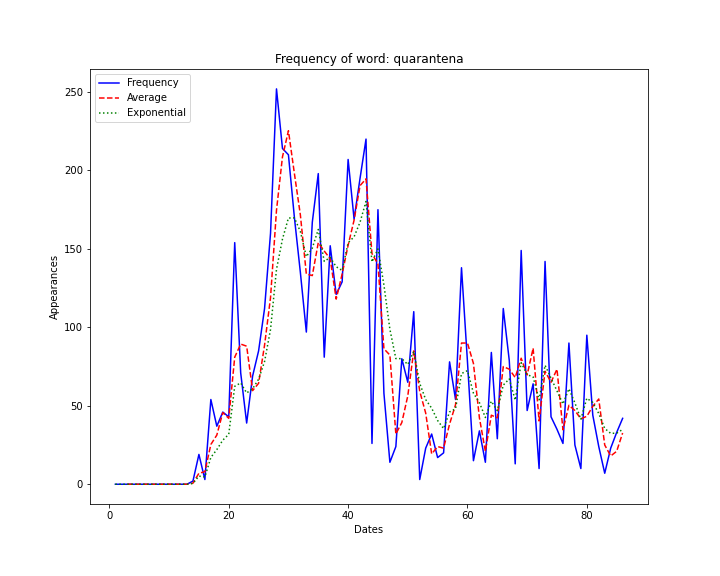 Frequency of word: quarantena
Frequency
Average
Exponential
250
200
150
100
50
0
Appearances
0 20 40 60 80
Dates